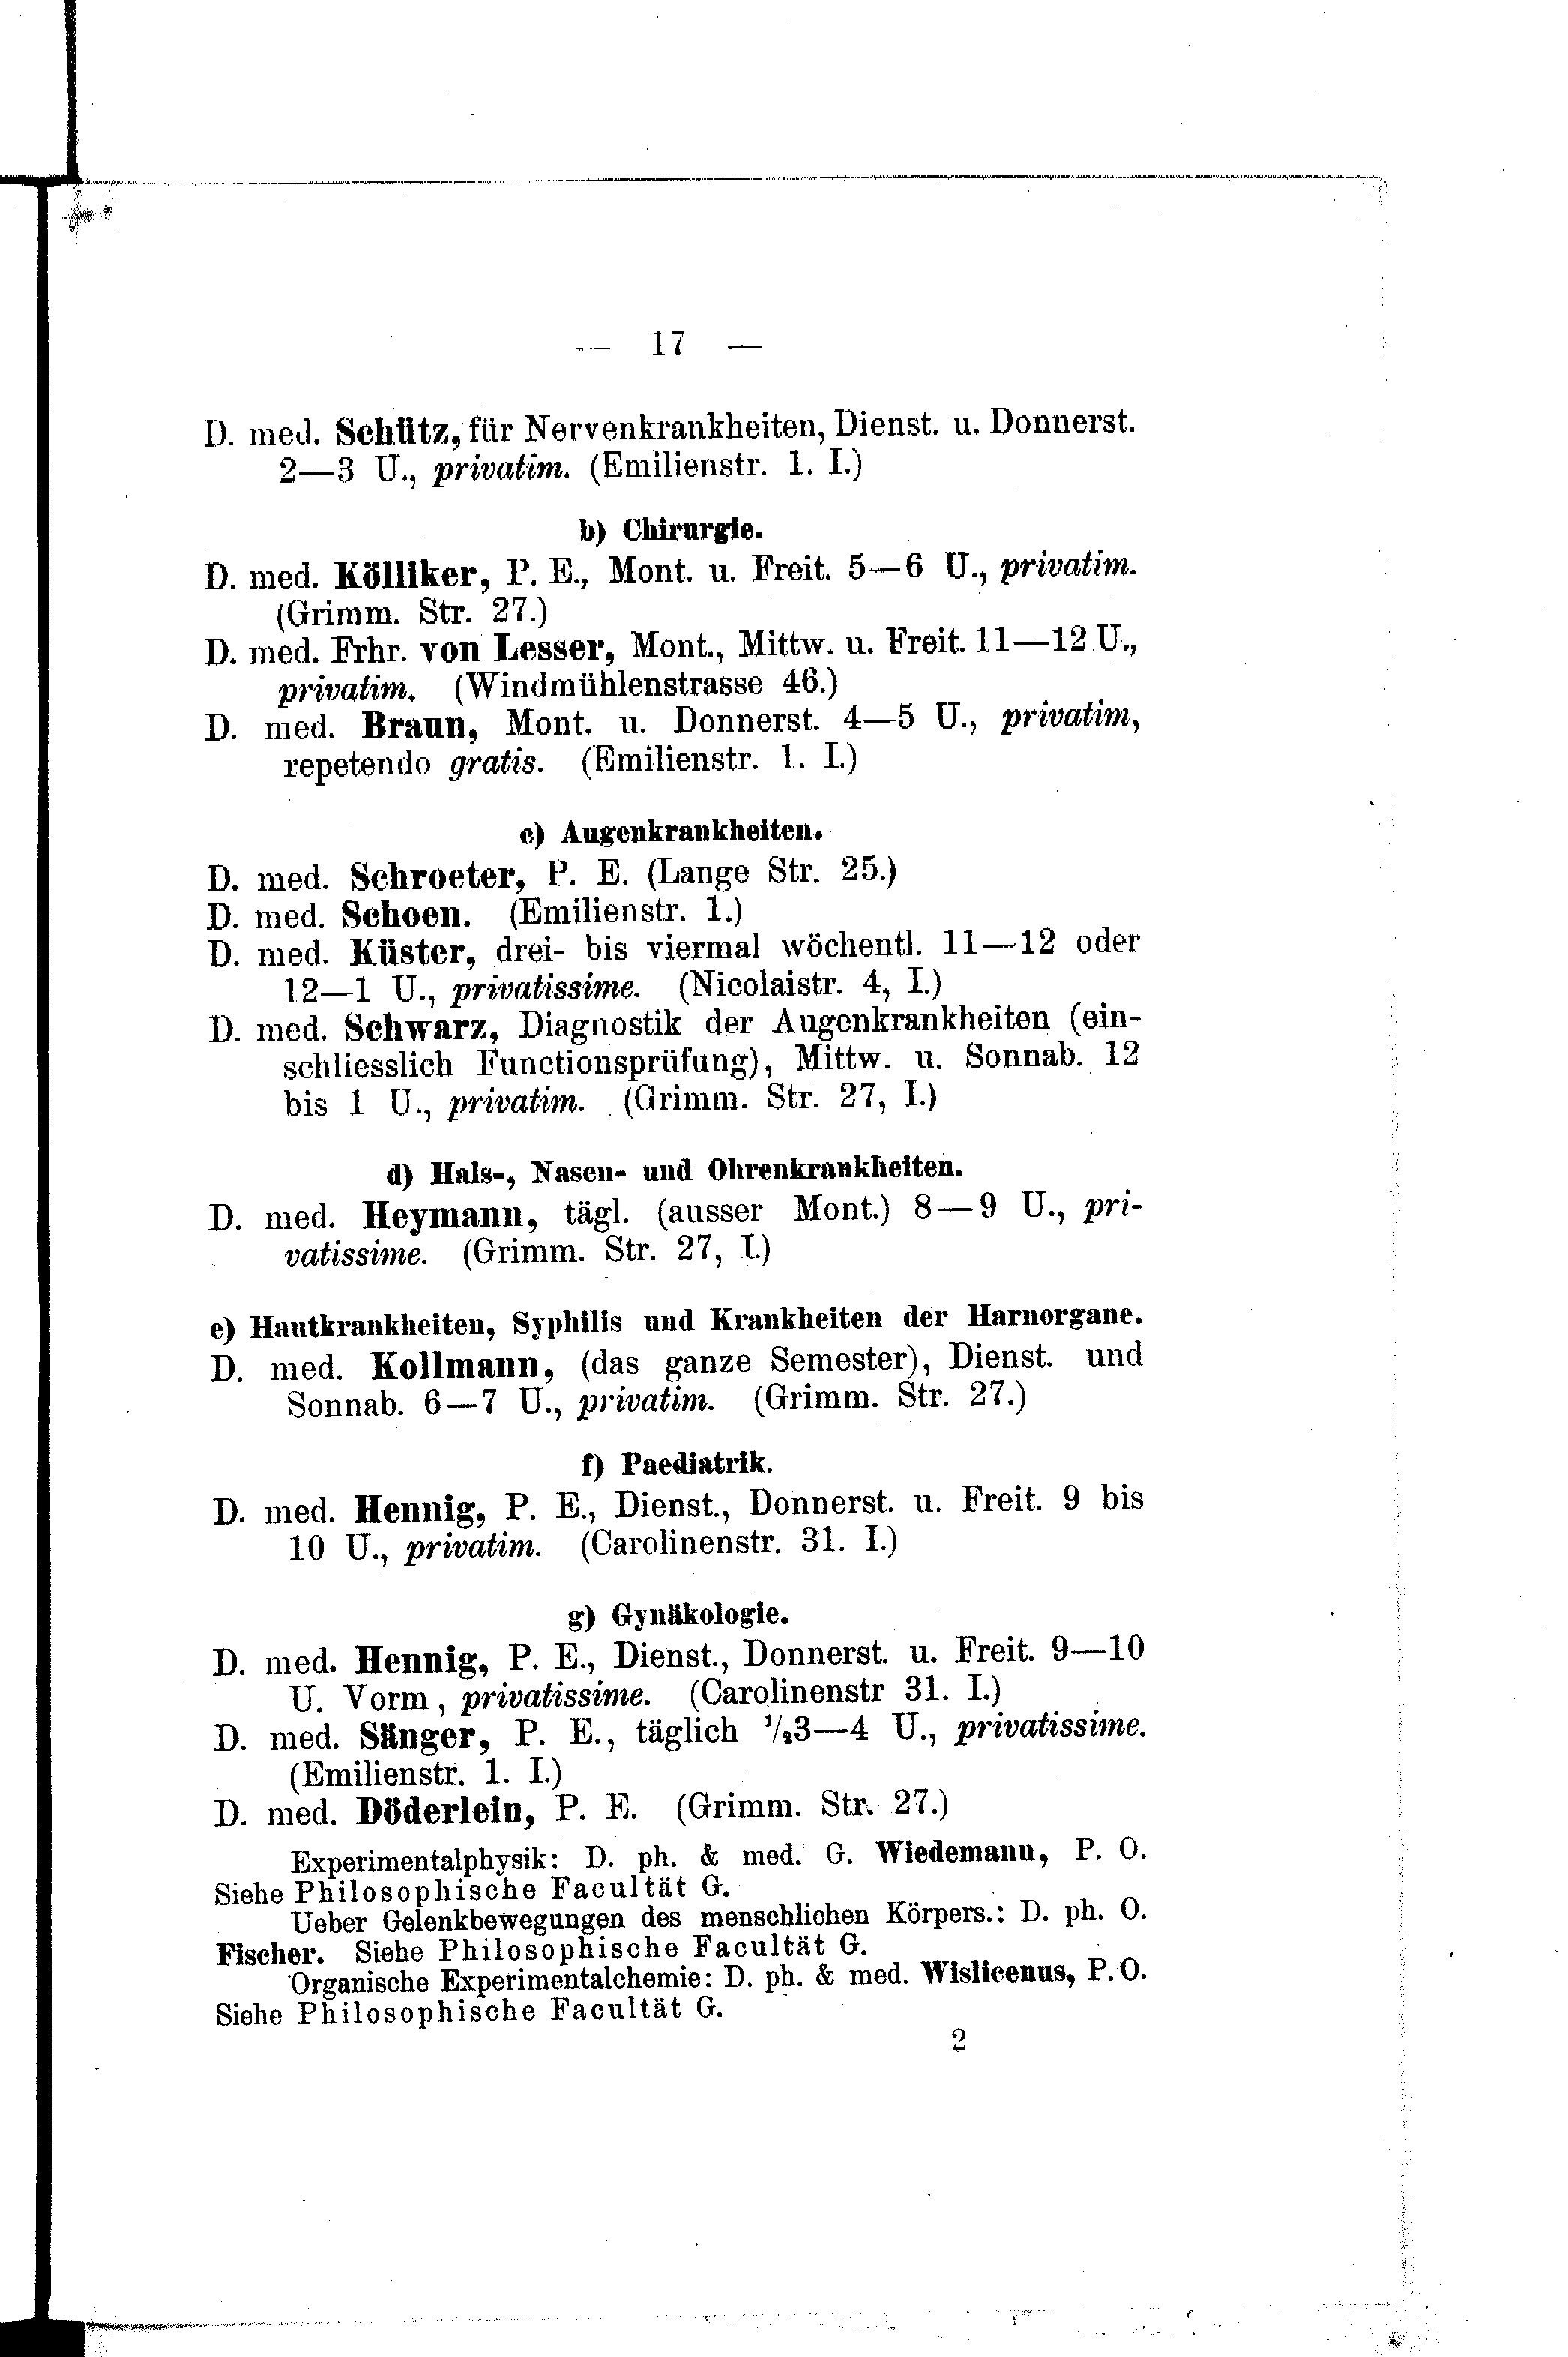 — 17 —
D. med. Schütz, für Nervenkrankheiten, Dienst. u. Donnerst.
2—3 U., privatim. (Emilienstr. 1. I.)
b) Chirurgie.
D. med. Kölliker, P. E., Mont. u. Freit. 5—6 U., privatim.
(Grimm. Str. 27.)
D. med. Frhr. von Lesser, Mont., Mittw. u. Freit. 11—12 U.,
privatim. (Windmühlenstrasse 46.)
D. med. Braun, Mont. u. Donnerst. 4—5 U., privatim,
repetendo gratis. (Emilienstr. 1. I.)
c) Augenkrankheiten.
D. med. Schroeter, P. E. (Lange Str. 25.)
D. med. Schoen. (Emilienstr. 1.)
D. med. Küster, drei- bis viermal wöchentl. 11—12 oder
12—1 U., privatissime. (Nicolaistr. 4, I.)
D. med. Schwarz, Diagnostik der Augenkrankheiten (ein-
schliesslich Functionsprüfung), Mittw. u. Sonnab. 12
bis 1 U., privatim. (Grimm. Str. 27, I.)
d) Hals-, Nasen- und Ohrenkrankheiten.
D. med. Heymann, tägl. (ausser Mont.) 8—9 U., pri-
vatissime. (Grimm. Str. 27, I.)
e) Hautkrankheiten, Syphilis und Krankheiten der Harnorgane.
D. med. Kollmann, (das ganze Semester), Dienst. und
Sonnab. 6—7 U., privatim. (Grimm. Str. 27.)
f) Paediatrik.
D. med. Hennig, P. E., Dienst., Donnerst. u. Freit. 9 bis
10 U., privatim. (Carolinenstr. 31. I.)
g) Gynäkologie.
D. med. Hennig, P. E., Dienst., Donnerst. u. Freit. 9—10
U. Vorm, privatissime. (Carolinenstr 31. I.)
D. med. Sänger, P. E., täglich ½3—4 U., privatissime.
(Emilienstr. 1. I.)
D. med. Döderlein, P. E. (Grimm. Str. 27.)
Experimentalphysik: D. ph. & med. G. Wiedemann, P. O.
Siehe Philosophische Facultät G.
Ueber Gelenkbewegungen des menschlichen Körpers.: D. ph. O.
Fischer. Siehe Philosophische Facultät G.
Organische Experimentalchemie: D. ph. & med. Wislicenus, P. O.
Siehe Philosophische Facultät G.
2